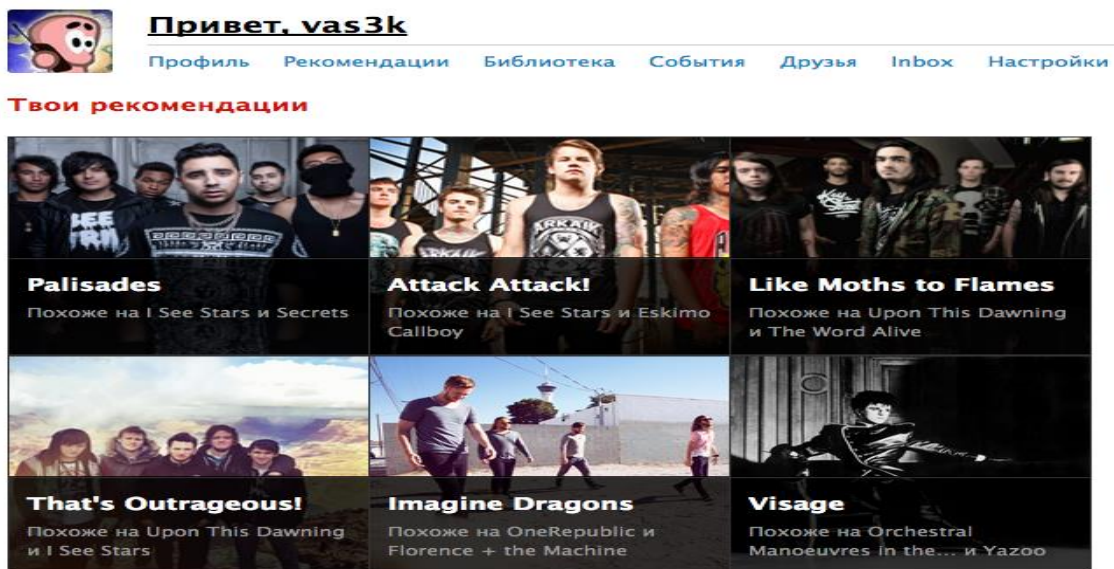 Привет, vas3k
Профиль Рекомендации Библиотека События Друзья Inbox Настройки
Твои рекомендации
Palisades
Похоже на I See Stars и Secrets
Attack Attack!
Похоже на I See Stars и Eskimo
Callboy
Like Moths to Flames
Похоже на Upon This Dawning
и The Word Alive
That's Outrageous!
Похоже на Upon This Dawning
и I See Stars
Imagine Dragons
Похоже на OneRepublic и
Florence + the Machine
Visage
Похоже на Orchestral
Manoeuvres in the... и Yazoo
ARKAIK